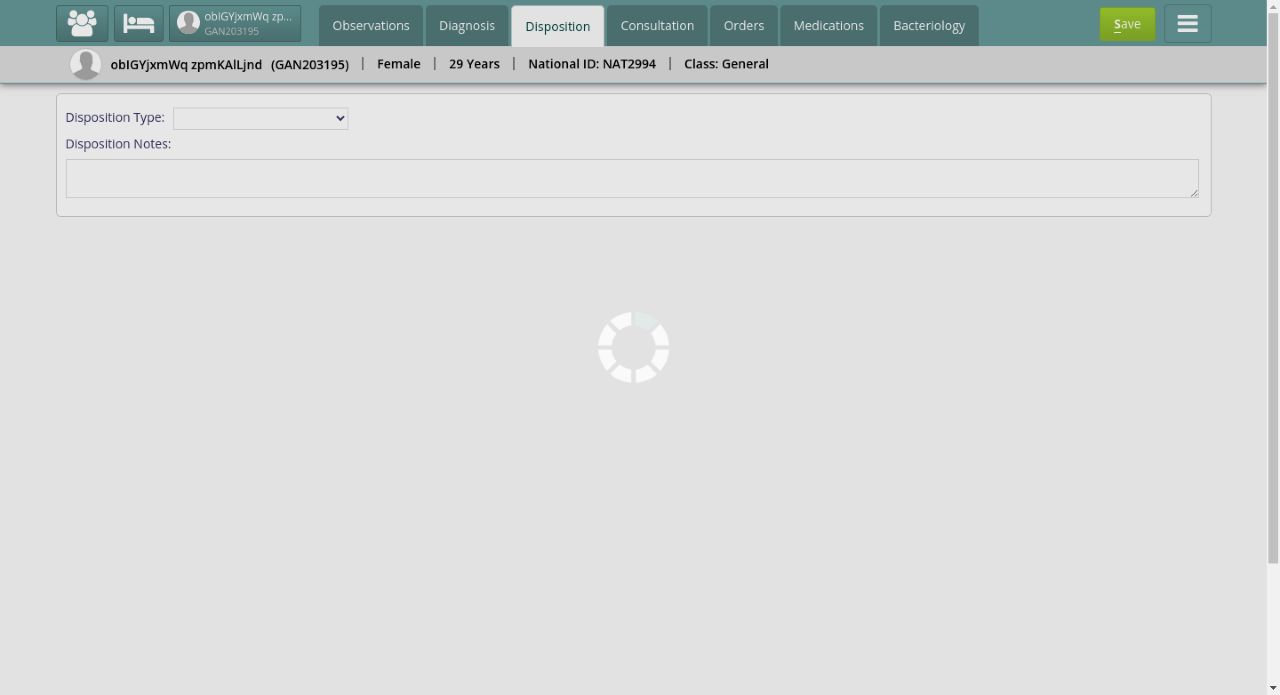 obIGYjxmWq zp...
GAN203195
Observations
Diagnosis
Disposition
Consultation
Orders
Medications
Bacteriology
Save
obIGYjxmWq zpmKAlLjnd (GAN203195) | Female | 29 Years | National ID: NAT2994 | Class: General
Disposition Type:
Disposition Notes: